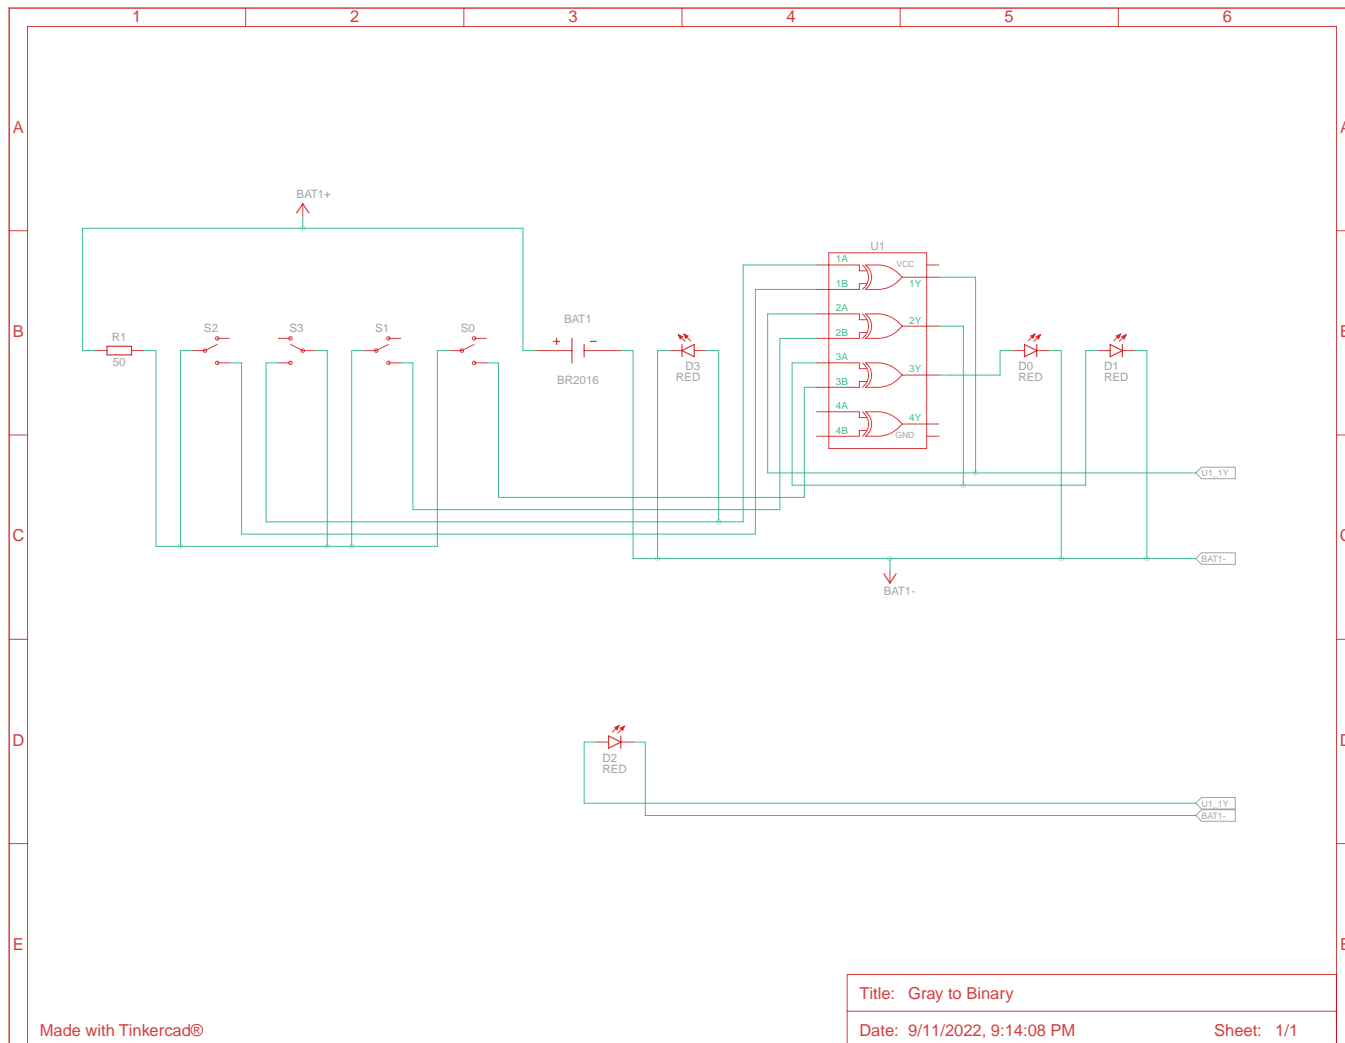 1 2 3 4 5 6
A A
BAT1+
U1
1A VCC
1B 1Y
2A
2B 2Y
3A 3Y
3B
4A 4Y
4B GND
B B
R1
50
S2
S3
S1
S0
BAT1
+ −
BR2016
D3
RED
D0
RED
D1
RED
U1_1Y
C C
BAT1-
BAT1-
D D
D2
RED
U1_1Y
BAT1-
E E
Title: Gray to Binary
Made with Tinkercad®
Date: 9/11/2022, 9:14:08 PM Sheet: 1/1